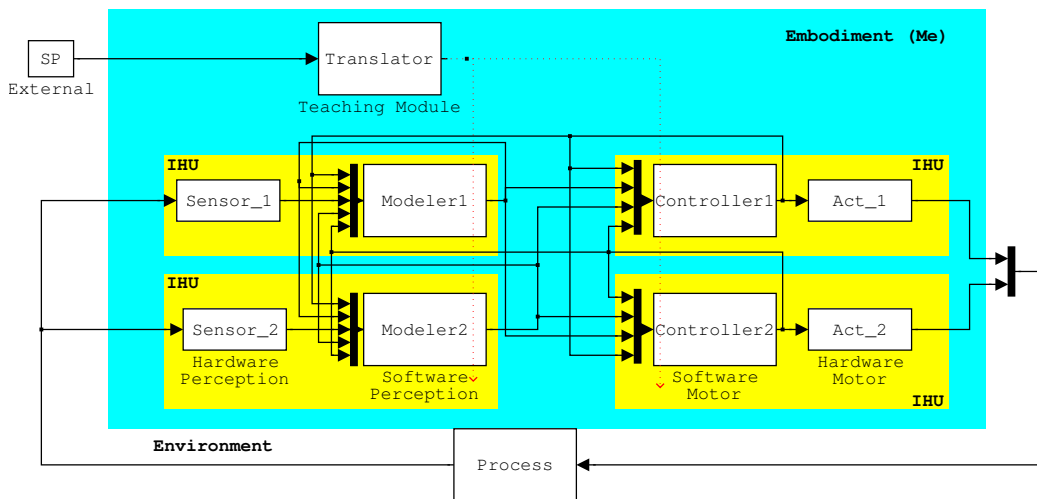 Embodiment (Me)
SP
External
Translator
Teaching Module
IHU
IHU
Sensor_1
Modeler1
Controller1
Act_1
IHU
Sensor_2
Modeler2
Controller2
Act_2
Hardware
Perception
Software
Perception
Software
Motor
Hardware
Motor
IHU
Environment
Process